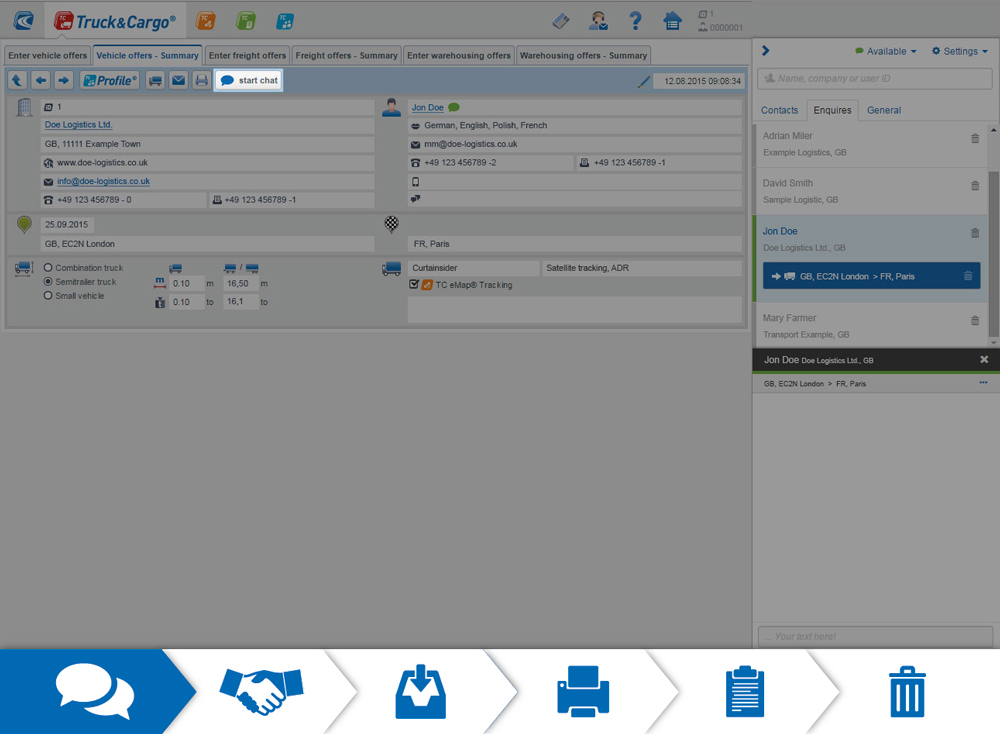 TC Truck&Cargo®
TC
TC
TC
1
0000001
Enter vehicle offers
Vehicle offers - Summary
Enter freight offers
Freight offers - Summary
Enter warehousing offers
Warehousing offers - Summary
Profile®
start chat
12.08.2015 09:08:34
1
Doe Logistics Ltd.
GB, 11111 Example Town
www.doe-logistics.co.uk
info@doe-logistics.co.uk
+49 123 456789 - 0
+49 123 456789 -1
Jon Doe
German, English, Polish, French
mm@doe-logistics.co.uk
+49 123 456789 -2
+49 123 456789 -1
25.09.2015
GB, EC2N London
FR, Paris
Combination truck
Semitrailer truck
Small vehicle
/
m 0.10 m 16,50 m
0.10 to 16,1 to
Curtainsider
Satellite tracking, ADR
TC eMap® Tracking
Available
Settings
Name, company or user ID
Contacts
Enquires
General
Adrian Miler
Example Logistics, GB
David Smith
Sample Logistic, GB
Jon Doe
Doe Logistics Ltd., GB
GB, EC2N London > FR, Paris
Mary Farmer
Transport Example, GB
Jon Doe Doe Logistics Ltd., GB
GB, EC2N London > FR, Paris
... Your text here!